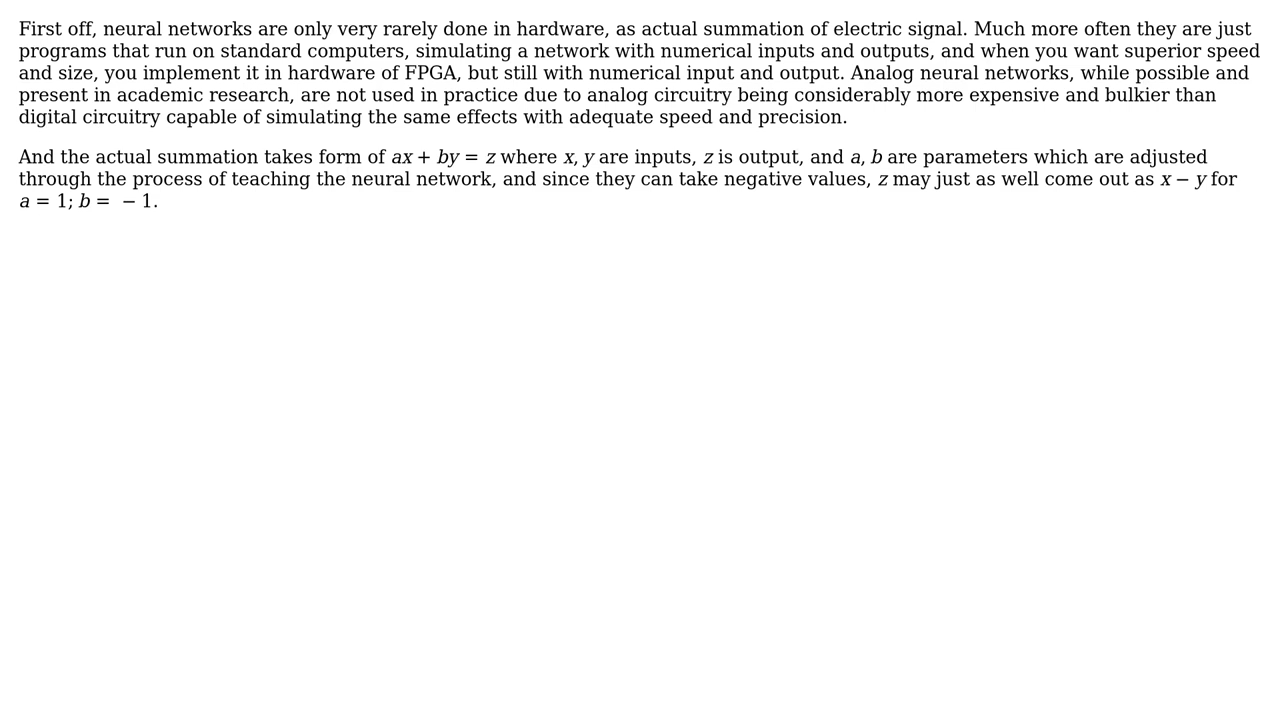 First off, neural networks are only very rarely done in hardware, as actual summation of electric signal. Much more often they are just
programs that run on standard computers, simulating a network with numerical inputs and outputs, and when you want superior speed
and size, you implement it in hardware of FPGA, but still with numerical input and output. Analog neural networks, while possible and
present in academic research, are not used in practice due to analog circuitry being considerably more expensive and bulkier than
digital circuitry capable of simulating the same effects with adequate speed and precision.
And the actual summation takes form of ax + by = z where x, y are inputs, z is output, and a, b are parameters which are adjusted
through the process of teaching the neural network, and since they can take negative values, z may just as well come out as x − y for
a = 1; b = − 1.